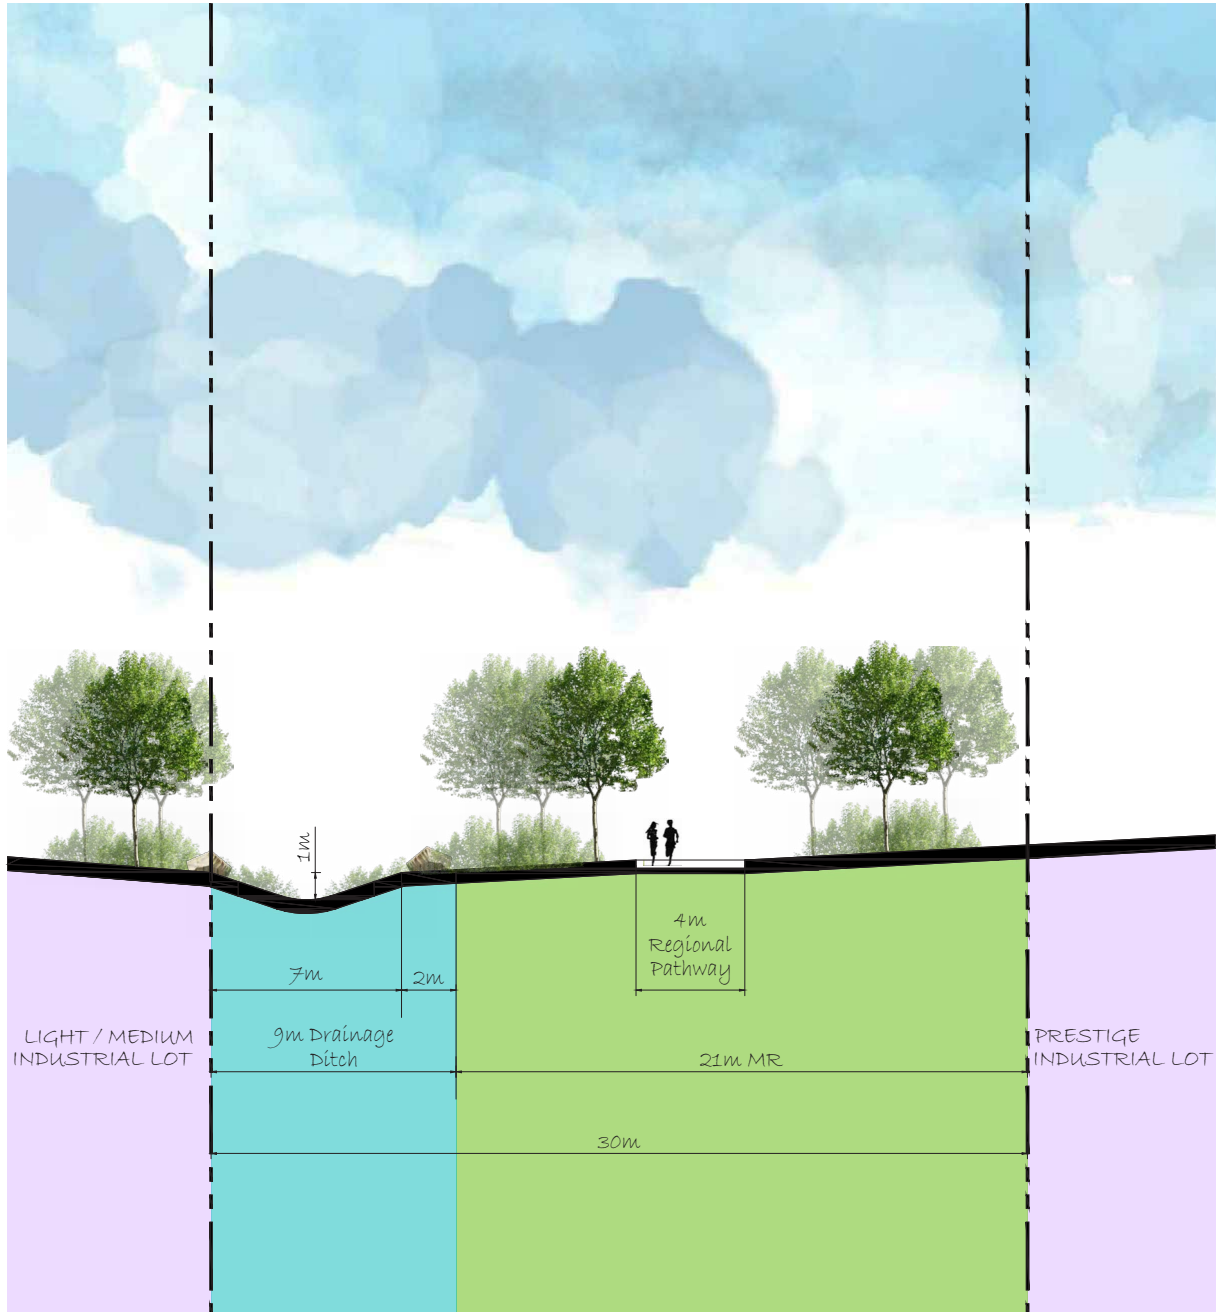 1m
4m
Regional
Pathway
7m
2m
LIGHT / MEDIUM
INDUSTRIAL LOT
9m Drainage
Ditch
21m MR
PRESTIGE
INDUSTRIAL LOT
30m